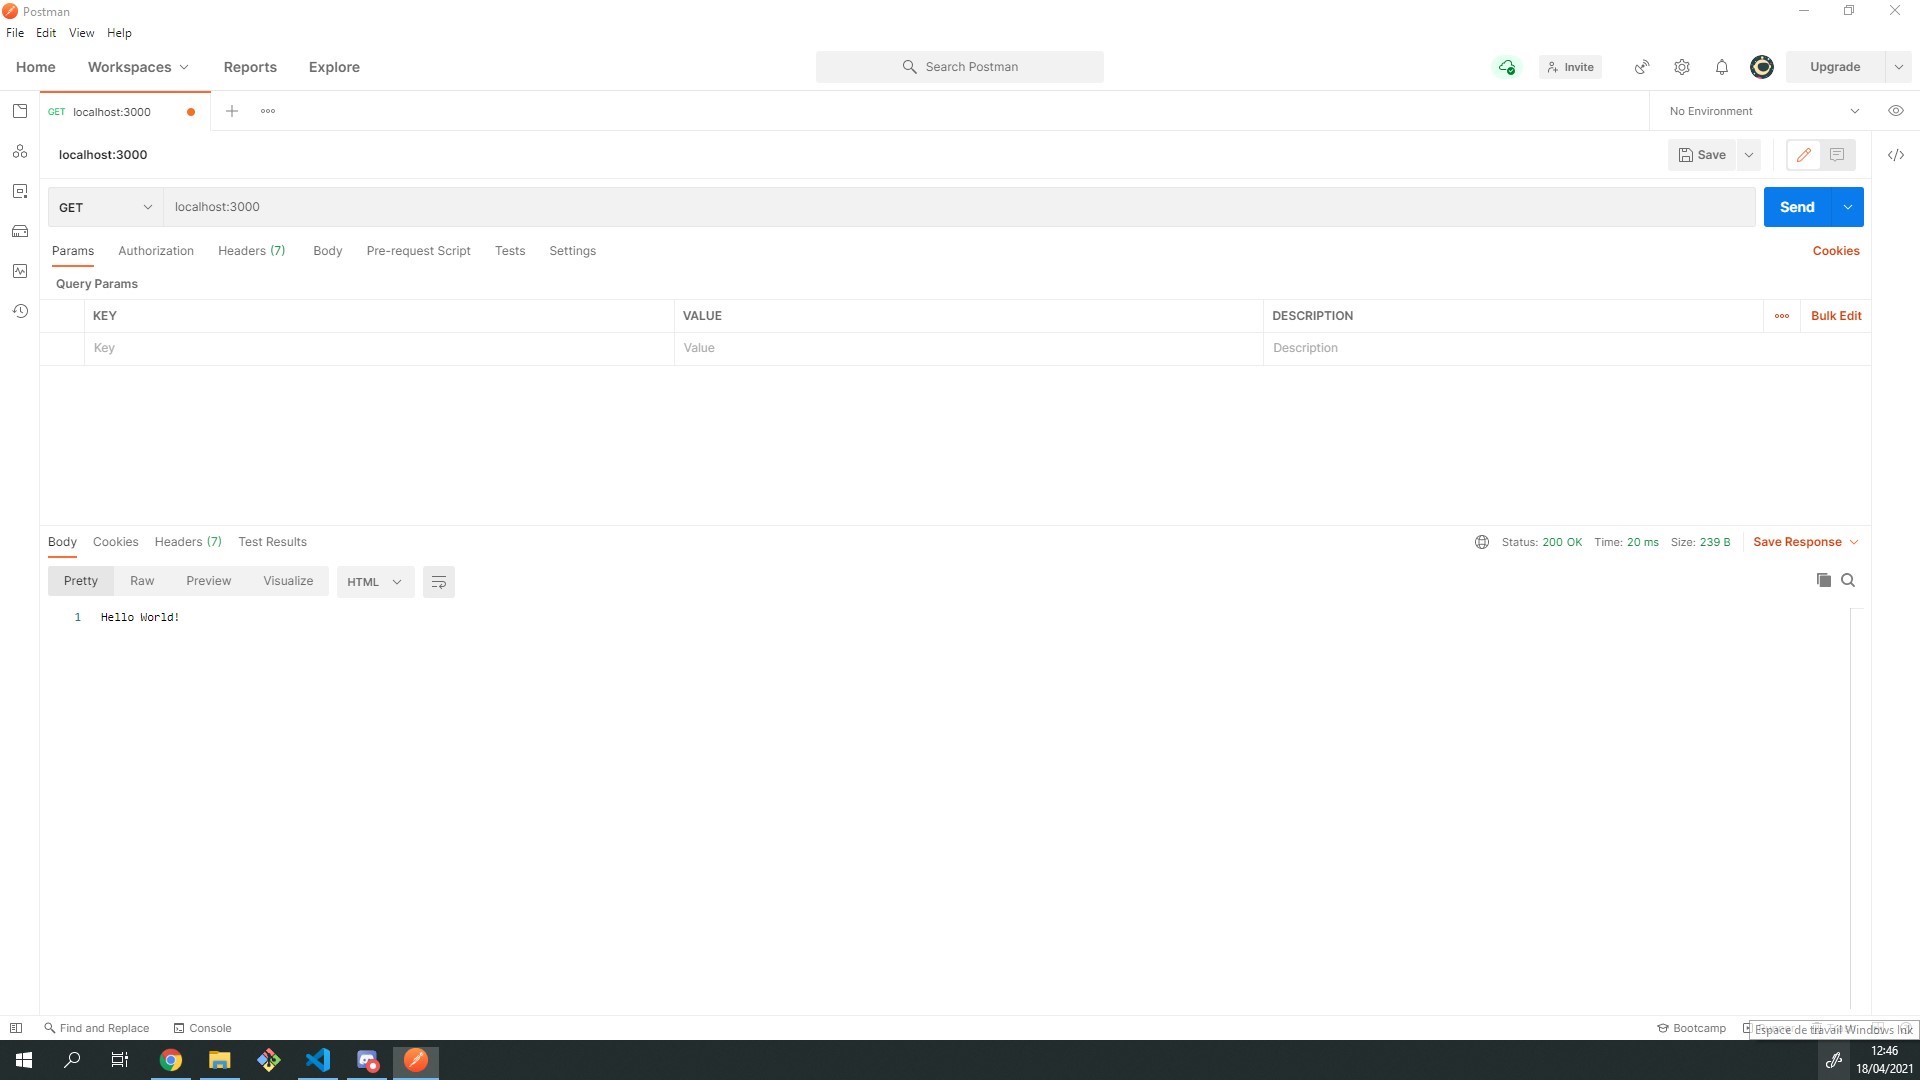 Postman
File Edit View Help
Home Workspaces Reports Explore Search Postman Invite Upgrade
GET localhost:3000 No Environment
localhost:3000 Save
GET localhost:3000 Send
Params Authorization Headers (7) Body Pre-request Script Tests Settings Cookies
Query Params
KEY VALUE DESCRIPTION Bulk Edit
Key Value Description
Body Cookies Headers (7) Test Results Status: 200 OK Time: 20 ms Size: 239 B Save Response
Pretty Raw Preview Visualize HTML
1 Hello World!
Find and Replace Console Bootcamp
Espace de travail Windows Ink
12:46
18/04/2021